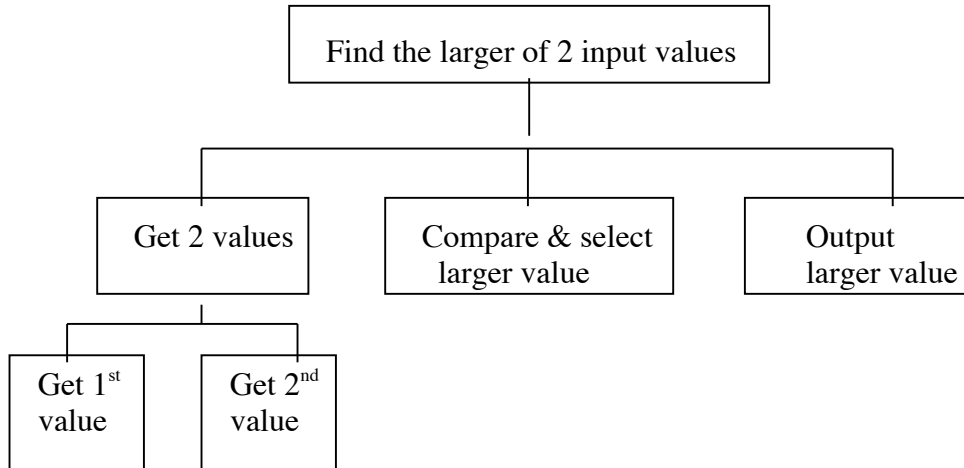 Find the larger of 2 input values
Get 2 values
Compare & select
larger value
Output
larger value
Get 1st
value
Get 2nd
value